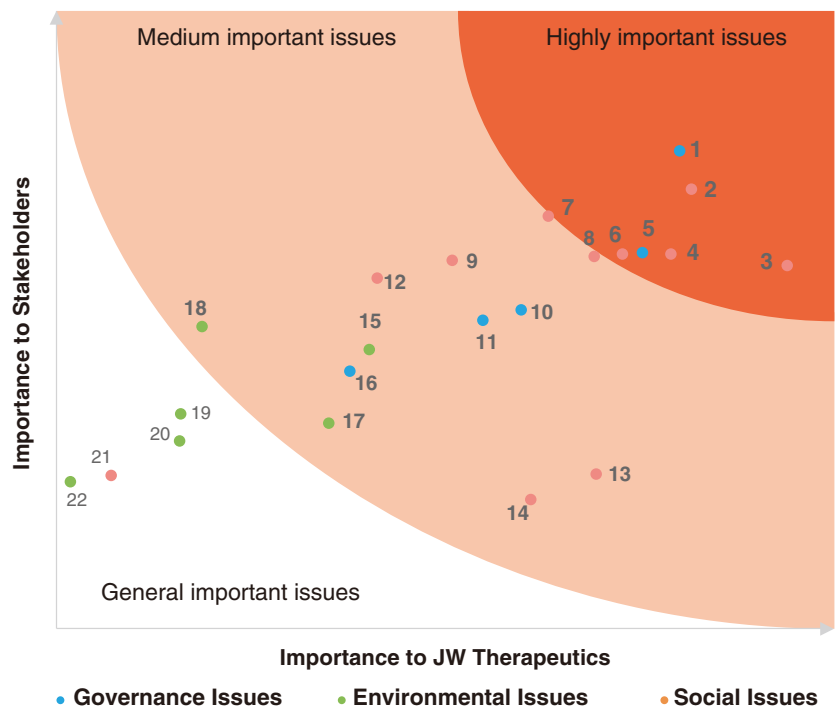 Medium important issues
Highly important issues
1
2
7
5
6
8
4
3
9
12
10
18
15
11
16
19
17
20
21
13
22
14
General important issues
Importance to Stakeholders
Importance to JW Therapeutics
Governance Issues
Environmental Issues
Social Issues